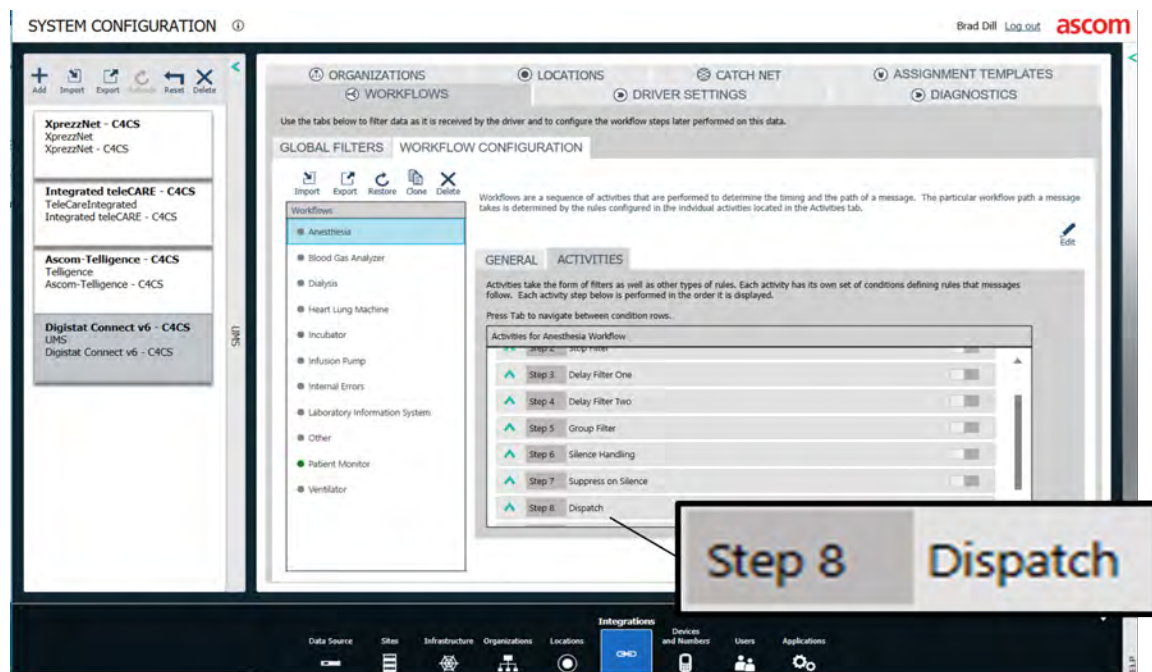 SYSTEM CONFIGURATION
Brad Dill Log out ascom
Add Import Export Reset Delete
XprezzNet - C4CS
XprezzNet
XprezzNet - C4CS
Integrated teleCARE - C4CS
TeleCareIntegrated
Integrated teleCARE - C4CS
Ascom-Telligence - C4CS
Telligence
Ascom-Telligence - C4CS
Digistat Connect v6 - C4CS
UMS
Digistat Connect v6 - C4CS
UMS
ORGANIZATIONS LOCATIONS CATCH NET ASSIGNMENT TEMPLATES
WORKFLOWS DRIVER SETTINGS DIAGNOSTICS
Use the tabs below to filter data as it is received by the driver and to configure the workflow steps later performed on this data.
GLOBAL FILTERS WORKFLOW CONFIGURATION
Import Export Restore Clone Delete
Workflows
Anesthesia
Blood Gas Analyzer
Dialysis
Heart Lung Machine
Incubator
Infusion Pump
Internal Errors
Laboratory Information System
Other
Patient Monitor
Ventilator
Workflows are a sequence of activities that are performed to determine the timing and the path of a message. The particular workflow path a message
takes is determined by the rules configured in the individual activities located in the Activities tab.
Edit
GENERAL ACTIVITIES
Activities take the form of filters as well as other types of rules. Each activity has its own set of conditions defining rules that messages
follow. Each activity step below is performed in the order it is displayed.
Press Tab to navigate between condition rows.
Activities for Anesthesia Workflow
Step 2 Stop Filter
Step 3 Delay Filter One
Step 4 Delay Filter Two
Step 5 Group Filter
Step 6 Silence Handling
Step 7 Suppress on Silence
Step 8 Dispatch
Step 8 Dispatch
Integrations
Data Source Sites Infrastructure Organizations Locations Devices and Numbers Users Applications